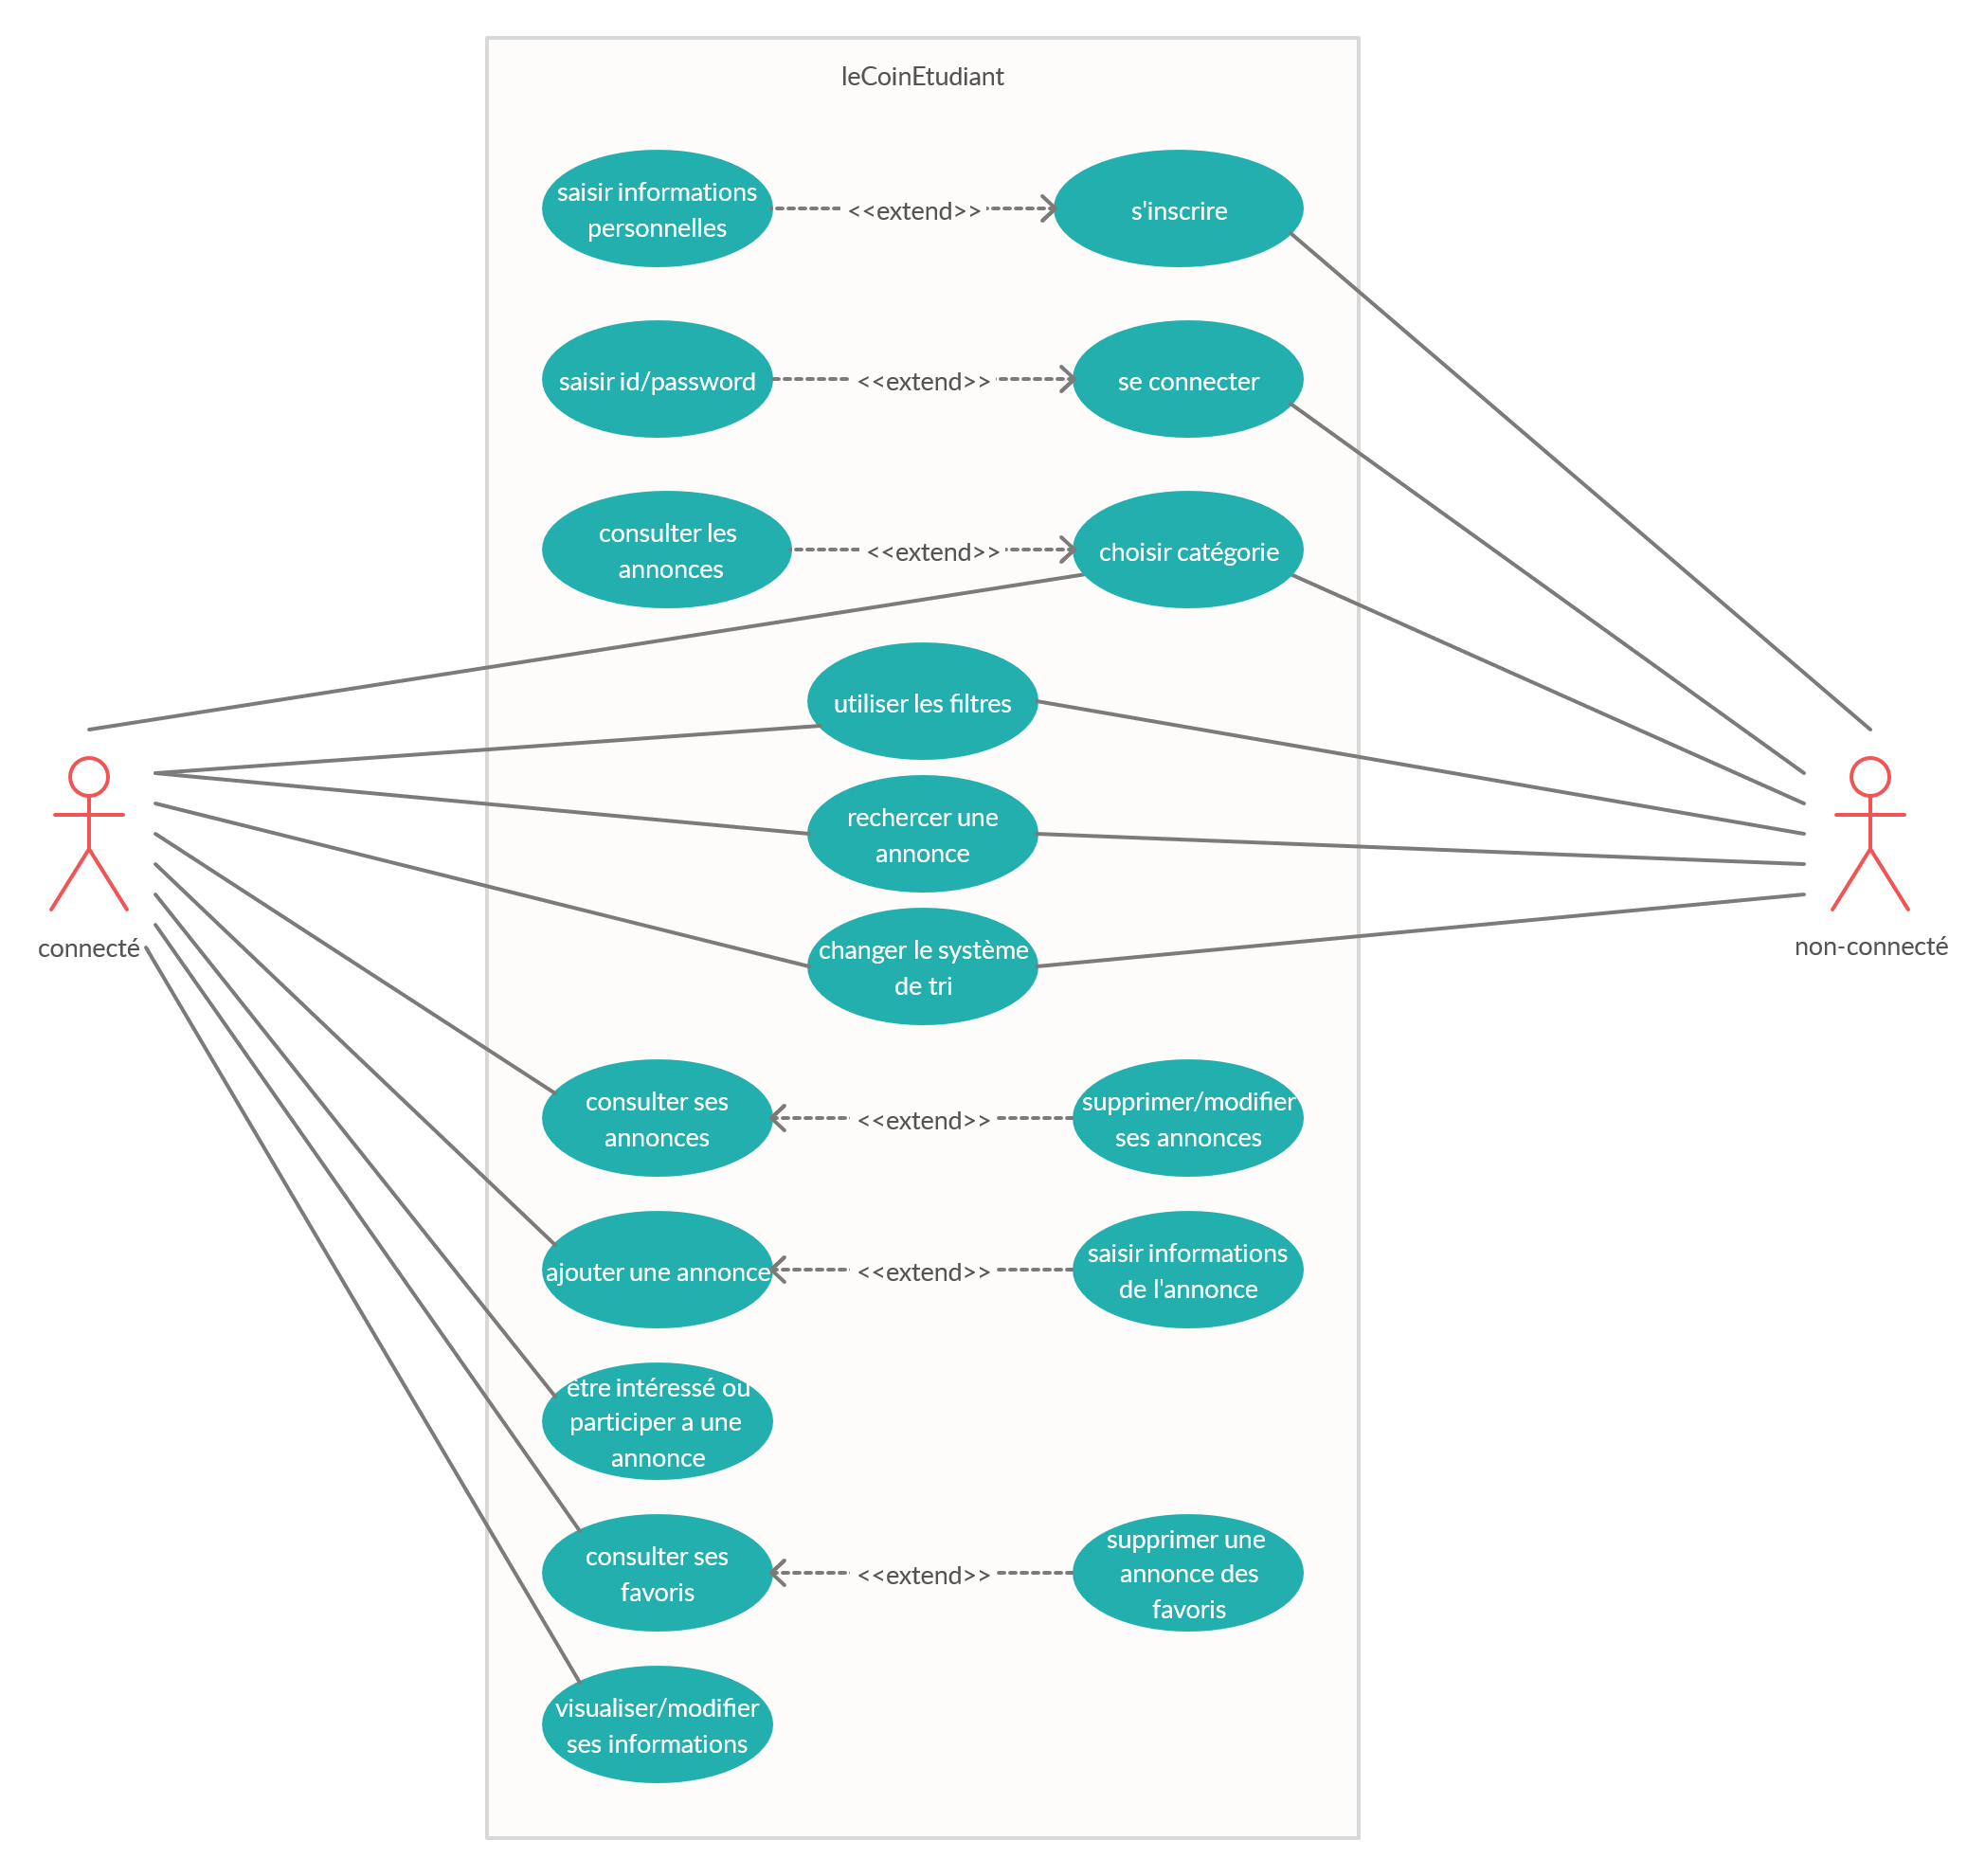 leCoinEtudiant
saisir informations
personnelles
<<extend>>
s'inscrire
saisir id/password
<<extend>>
se connecter
consulter les
annonces
<<extend>>
choisir catégorie
utiliser les filtres
rechercer une
annonce
connecté
non-connecté
changer le système
de tri
consulter ses
annonces
<<extend>>
supprimer/modifier
ses annonces
ajouter une annonce
<<extend>>
saisir informations
de l'annonce
être intéressé ou
participer a une
annonce
consulter ses
favoris
<<extend>>
supprimer une
annonce des
favoris
visualiser/modifier
ses informations